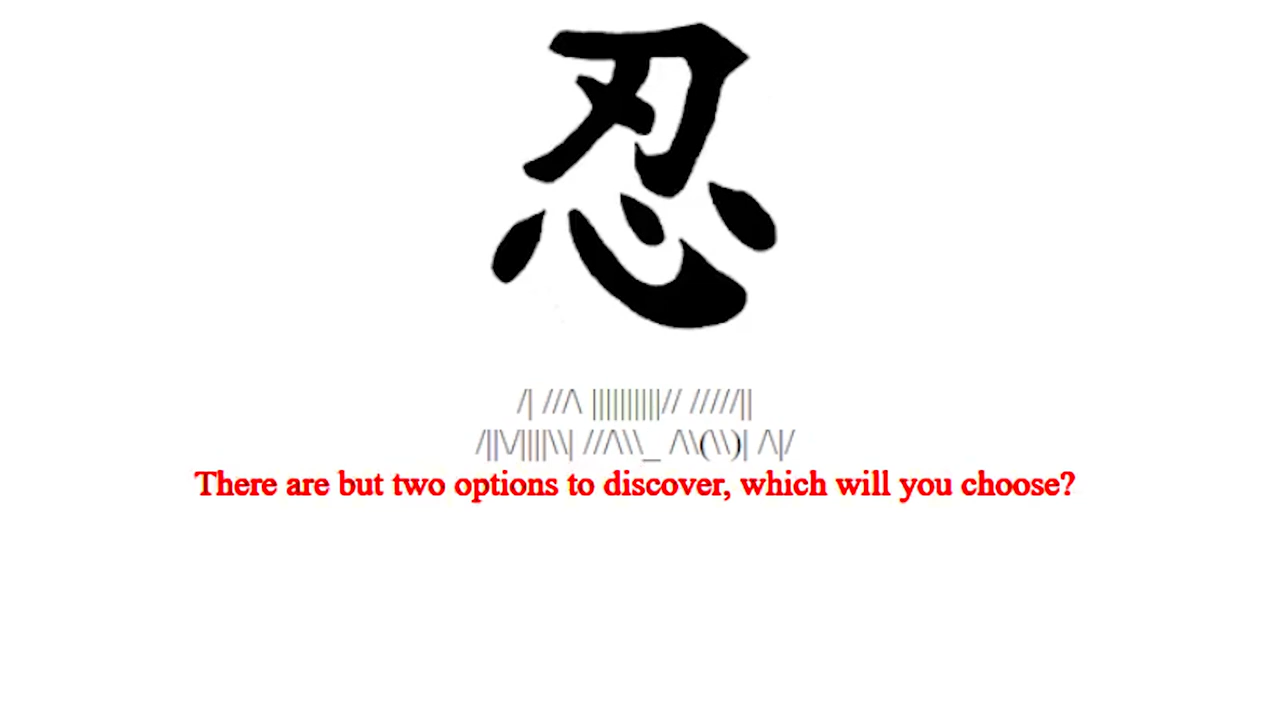 忍
/| //\ ||||||||||// /////||
/||\/||||\\| //\\\_ /\\(\\)| /\|/
There are but two options to discover, which will you choose?